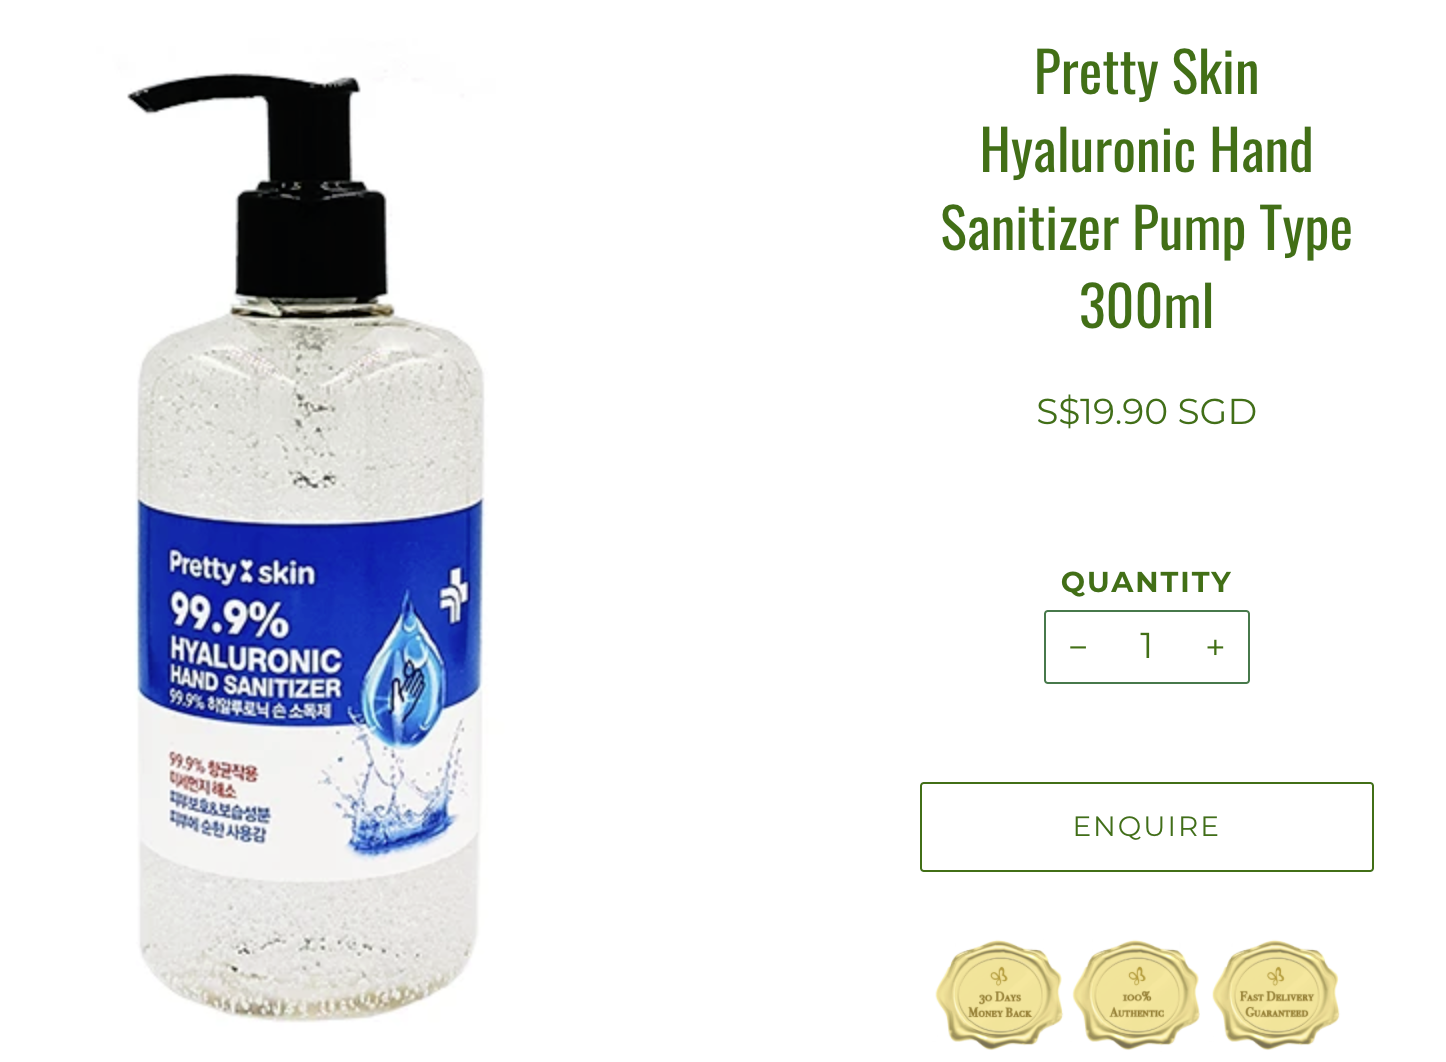 Pretty skin
99.9%
HYALURONIC
HAND SANITIZER
99.9% 히알루로닉 손 소독제
99.9% 항균작용
미세먼지 해소
피부보호&보습성분
피부에 순한 사용감
Pretty Skin
Hyaluronic Hand
Sanitizer Pump Type
300ml
S$19.90 SGD
QUANTITY
− 1 +
ENQUIRE
30 DAYS
MONEY BACK
100%
AUTHENTIC
FAST DELIVERY
GUARANTEED